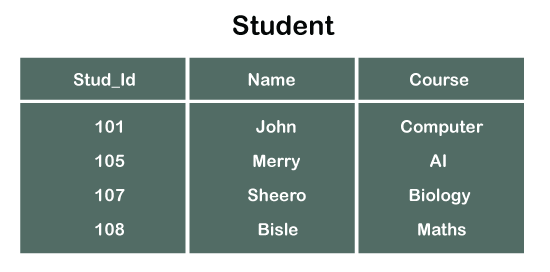 Student
Stud_Id Name Course
101 John Computer
105 Merry AI
107 Sheero Biology
108 Bisle Maths